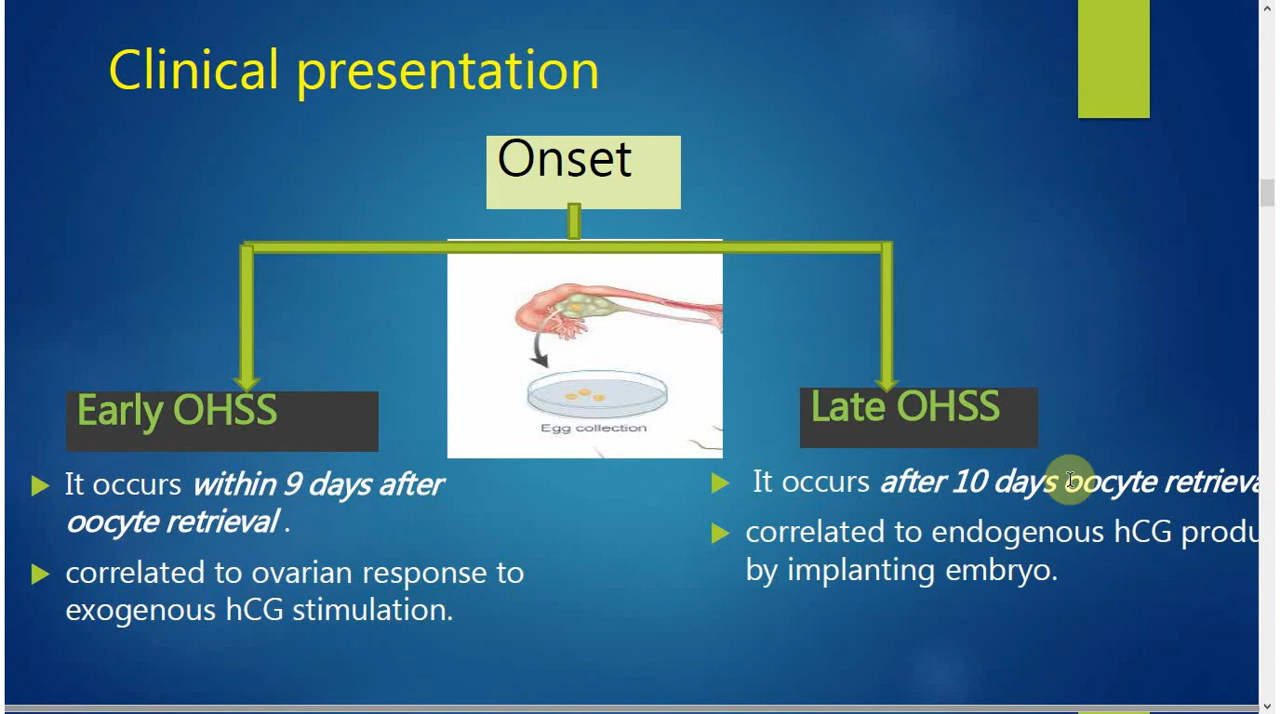 Clinical presentation
Onset
Egg collection
Early OHSS
It occurs within 9 days after
oocyte retrieval .
correlated to ovarian response to
exogenous hCG stimulation.
Late OHSS
It occurs after 10 days oocyte
correlated to endogenous hCG
by implanting embryo.